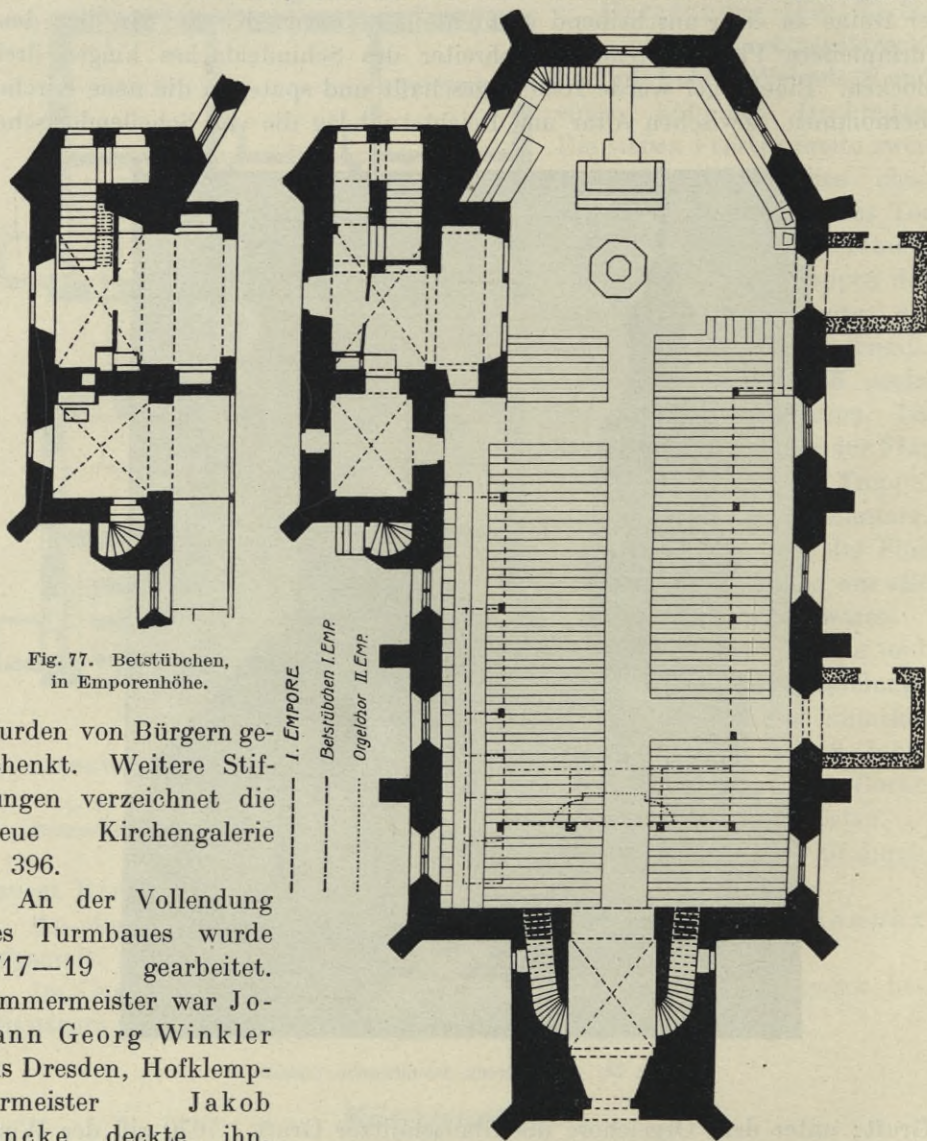 Fig. 77. Betstübchen,
in Emporenhöhe.
I. EMPORE
Betstübchen I. EMP.
Orgelchor II. EMP.
urden von Bürgern ge-
henkt. Weitere Stif-
ungen verzeichnet die
eue Kirchengalerie
396.
An der Vollendung
es Turmbaues wurde
717—19 gearbeitet.
mmermeister war Jo-
ann Georg Winkler
s Dresden, Hofklemp-
rmeister Jakob
ncke deckte ihn